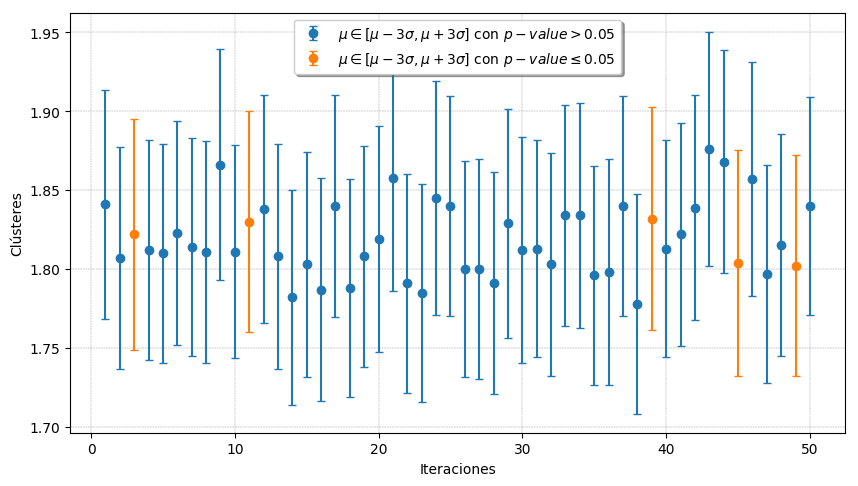 μ ∈ [μ − 3σ, μ + 3σ] con p − value > 0.05
μ ∈ [μ − 3σ, μ + 3σ] con p − value ≤ 0.05
Clústeres
1.95
1.90
1.85
1.80
1.75
1.70
0 10 20 30 40 50
Iteraciones